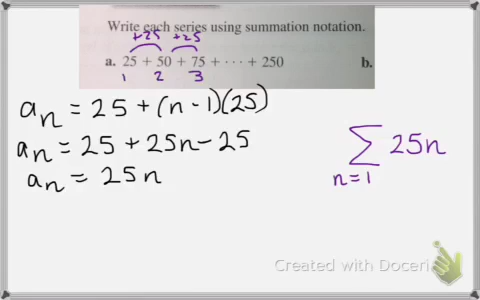 Write each series using summation notation.
+25 +25
a. 25 + 50 + 75 + · · · + 250 b.
1 2 3
aₙ = 25 + (n - 1)(25)
aₙ = 25 + 25n - 25
aₙ = 25n
∑ 25n
n = 1
Created with Doceri